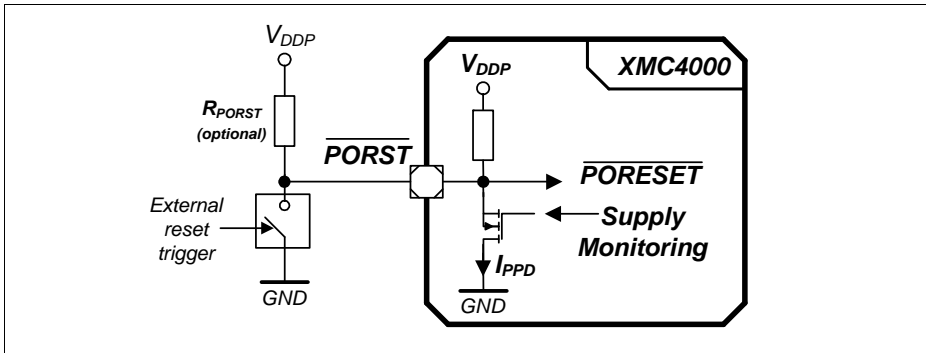 V_DDP
R_PORST
(optional)
External
reset
trigger
GND
PORST
XMC4000
V_DDP
PORESET
Supply
Monitoring
I_PPD
GND